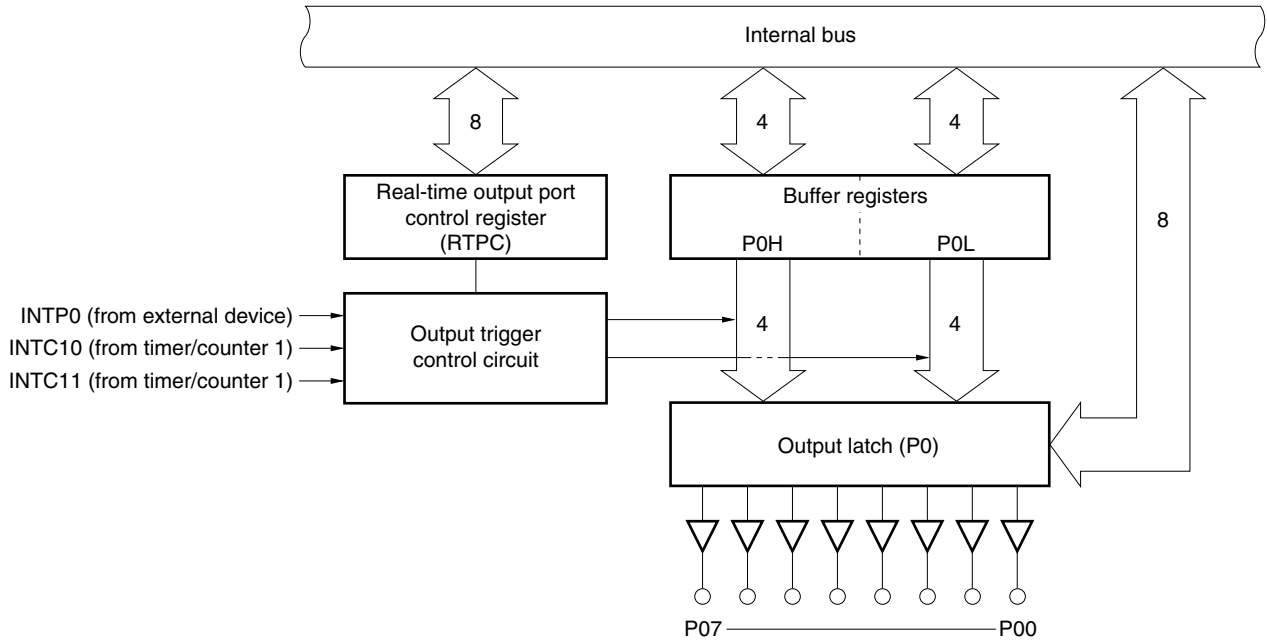 Internal bus
8
4
4
Real-time output port
control register
(RTPC)
Buffer registers
P0H
P0L
8
INTP0 (from external device)
INTC10 (from timer/counter 1)
INTC11 (from timer/counter 1)
Output trigger
control circuit
4
4
Output latch (P0)
P07
P00